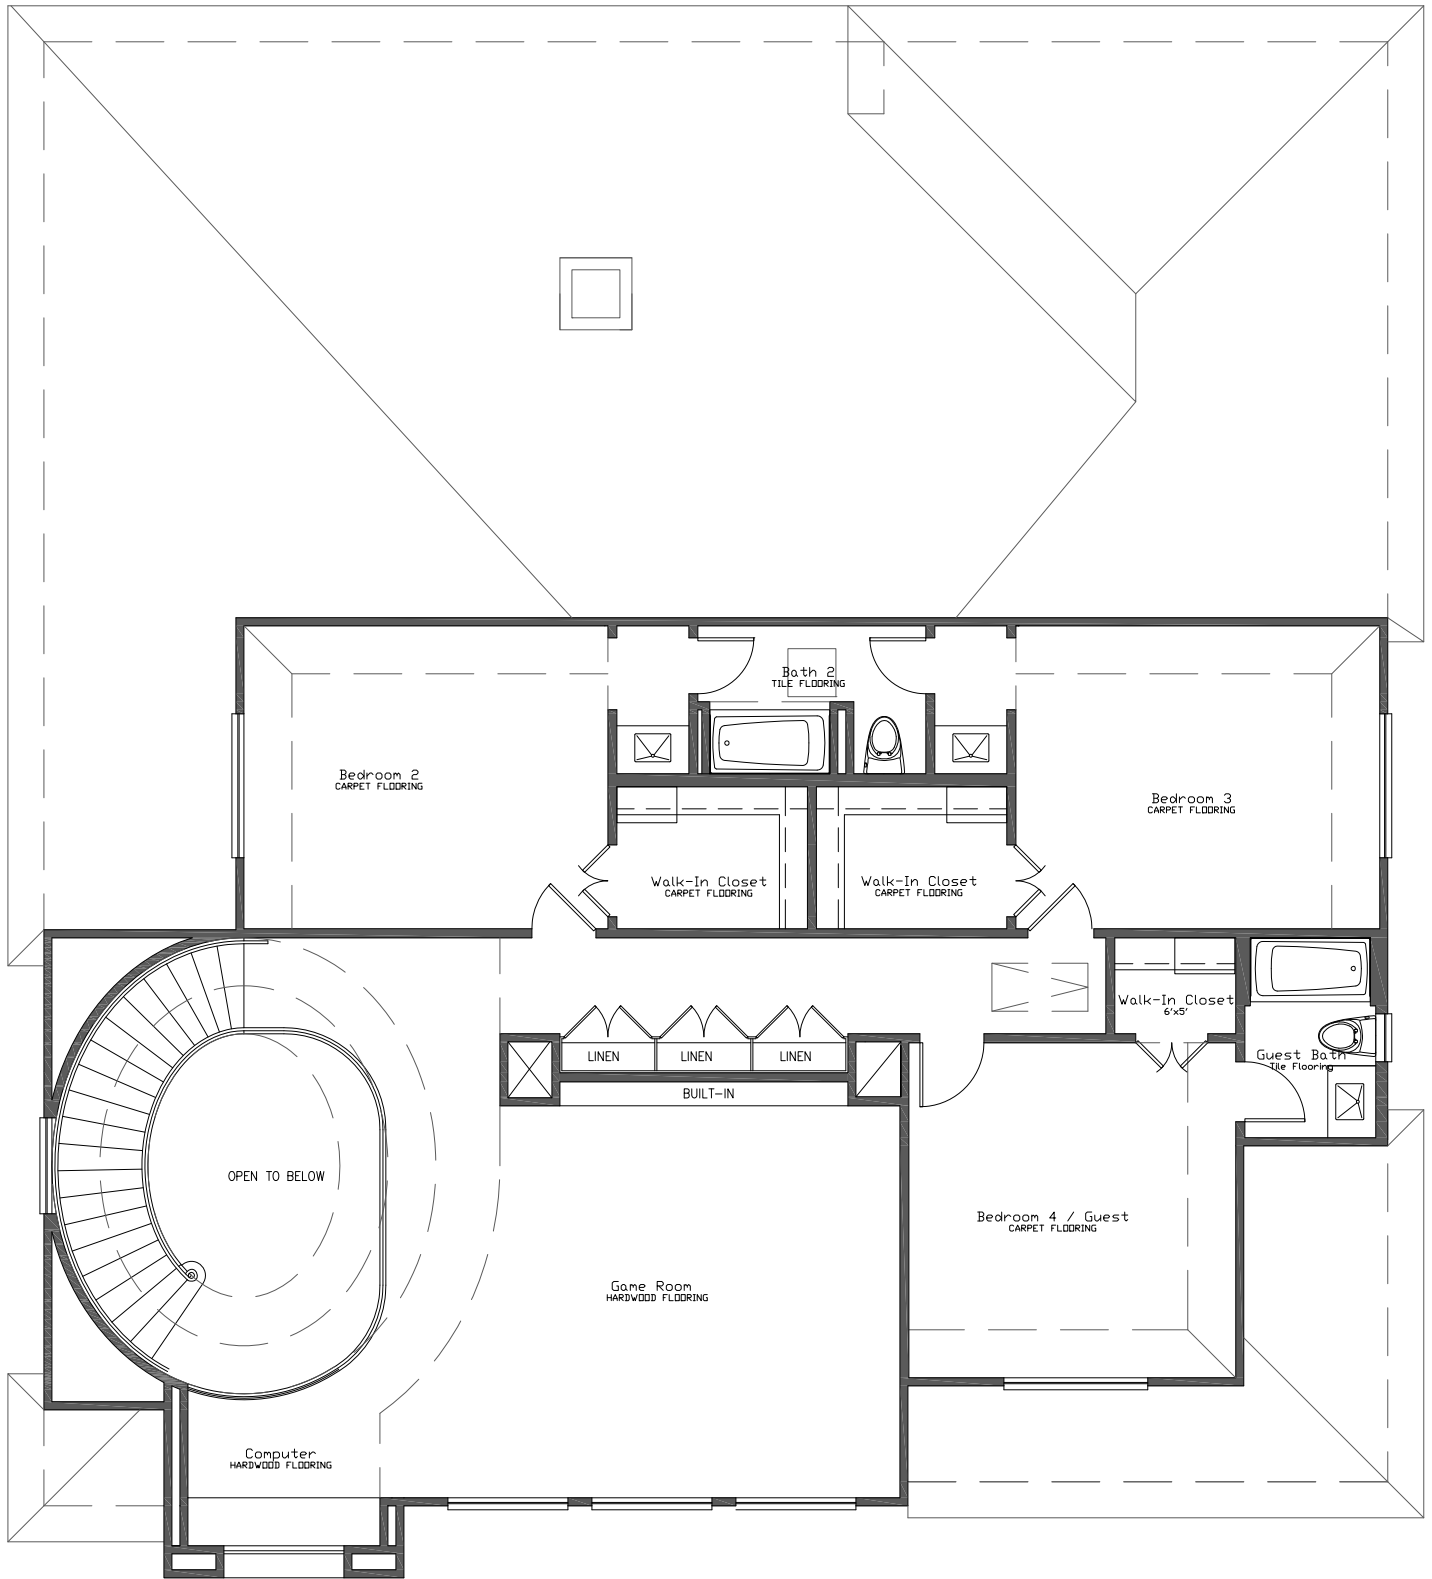 Bath 2
TILE FLOORING
Bedroom 2
CARPET FLOORING
Bedroom 3
CARPET FLOORING
Walk-In Closet
CARPET FLOORING
Walk-In Closet
CARPET FLOORING
Walk-In Closet
6'x5'
LINEN
LINEN
LINEN
Guest Bath
Tile Flooring
BUILT-IN
OPEN TO BELOW
Bedroom 4 / Guest
CARPET FLOORING
Game Room
HARDWOOD FLOORING
Computer
HARDWOOD FLOORING